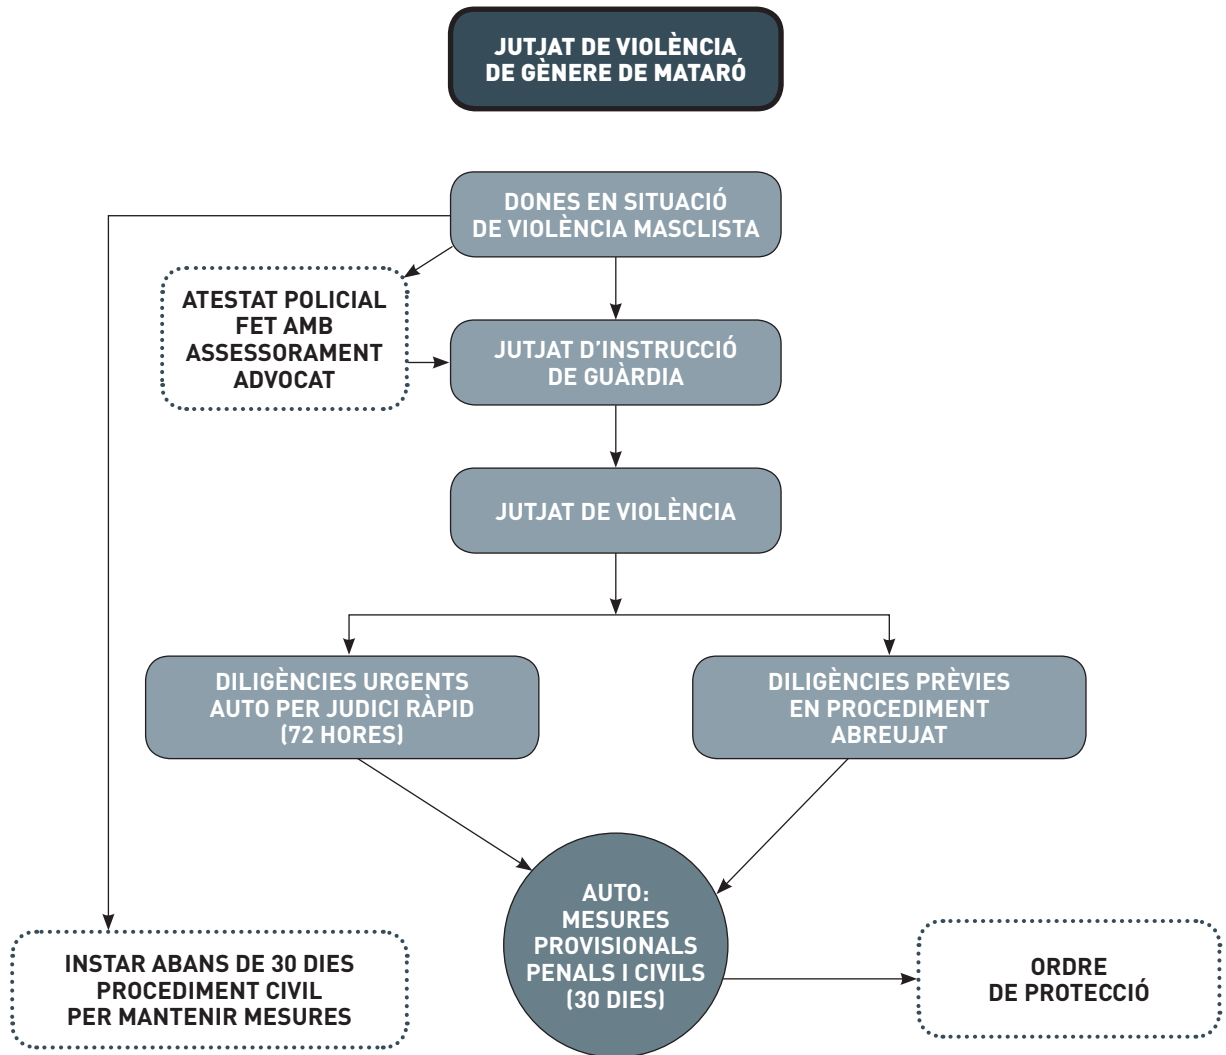 JUTJAT DE VIOLÈNCIA
DE GÈNERE DE MATARÓ
DONES EN SITUACIÓ
DE VIOLÈNCIA MASCLISTA
ATESTAT POLICIAL
FET AMB
ASSESSORAMENT
ADVOCAT
JUTJAT D’INSTRUCCIÓ
DE GUÀRDIA
JUTJAT DE VIOLÈNCIA
DILIGÈNCIES URGENTS
AUTO PER JUDICI RÀPID
(72 HORES)
DILIGÈNCIES PRÈVIES
EN PROCEDIMENT
ABREUJAT
AUTO:
MESURES
PROVISIONALS
PENALS I CIVILS
(30 DIES)
INSTAR ABANS DE 30 DIES
PROCEDIMENT CIVIL
PER MANTENIR MESURES
ORDRE
DE PROTECCIÓ